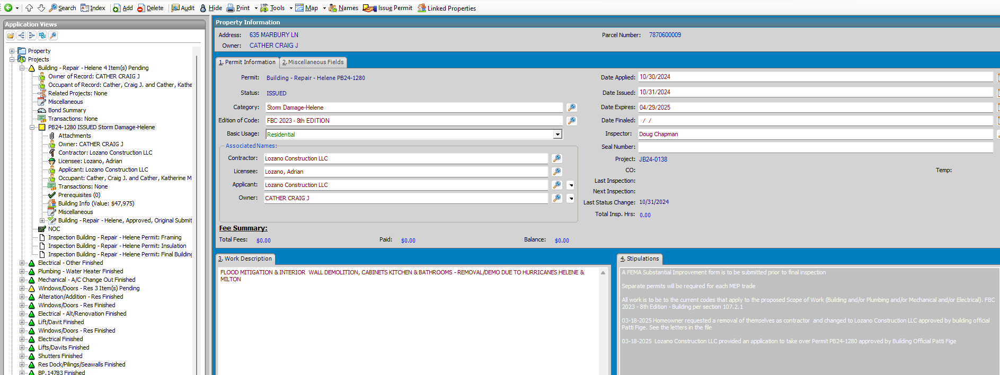 Search Index Add Delete Audit Hide Print Tools Map Names Issue Permit Linked Properties
Application Views
Property
Projects
Building - Repair - Helene 4 Item(s) Pending
Owner of Record: CATHER CRAIG J
Occupant of Record: Cather, Craig J. and Cather, Kathe
Related Projects: None
Miscellaneous
Bond Summary
Transactions: None
PB24-1280 ISSUED Storm Damage-Helene
Attachments
Owner: CATHER CRAIG J
Contractor: Lozano Construction LLC
Licensee: Lozano, Adrian
Applicant: Lozano Construction LLC
Occupant: Cather, Craig J. and Cather, Katherine M
Transactions: None
Prerequisites (0)
Building Info (Value: $47,975)
Miscellaneous
Building - Repair - Helene, Approved, Original Submit
NOC
Inspection Building - Repair - Helene Permit: Framing
Inspection Building - Repair - Helene Permit: Insulation
Inspection Building - Repair - Helene Permit: Final Building
Electrical - Other Finished
Plumbing - Water Heater Finished
Mechanical - A/C Change Out Finished
Windows/Doors - Res 3 Item(s) Pending
Alteration/Addition - Res Finished
Windows/Doors - Res Finished
Electrical - Alt/Renovation Finished
Lift/Davit Finished
Windows/Doors - Res Finished
Electrical Finished
Lifts/Davits Finished
Shutters Finished
Res Dock/Pilings/Seawalls Finished
BP.14783 Finished
Property Information
Address: 635 MARBURY LN
Parcel Number: 7870600009
Owner: CATHER CRAIG J
1. Permit Information
2. Miscellaneous Fields
Permit: Building - Repair - Helene PB24-1280
Status: ISSUED
Category: Storm Damage-Helene
Edition of Code: FBC 2023 - 8th EDITION
Basic Usage: Residential
Associated Names:
Contractor: Lozano Construction LLC
Licensee: Lozano, Adrian
Applicant: Lozano Construction LLC
Owner: CATHER CRAIG J
Date Applied: 10/30/2024
Date Issued: 10/31/2024
Date Expires: 04/29/2025
Date Finaled: / /
Inspector: Doug Chapman
Seal Number:
Project: JB24-0138
CO:
Temp:
Last Inspection:
Next Inspection:
Last Status Change: 10/31/2024
Total Insp. Hrs: 0.00
Fee Summary:
Total Fees: $0.00
Paid: $0.00
Balance: $0.00
3. Work Description
FLOOD MITIGATION & INTERIOR WALL DEMOLITION, CABINETS KITCHEN & BATHROOMS - REMOVAL/DEMO DUE TO HURRICANES HELENE &
MILTON
4. Stipulations
A FEMA Substantial Improvement form is to be submitted prior to final inspection
Separate permits will be required for each MEP trade
All work is to be to the current codes that apply to the proposed Scope of Work (Building and/or Plumbing and/or Mechanical and/or Electrical). FBC
2023 - 8th Edition - Building per section 107.2.1
03-18-2025 Homeowner requested a removal of themselves as contractor and changed to Lozano Construction LLC approved by building official
Patti Fige. See the letters in the file
03-18-2025 Lozano Construction LLC provided an application to take over Permit PB24-1280 approved by Building Official Patti Fige